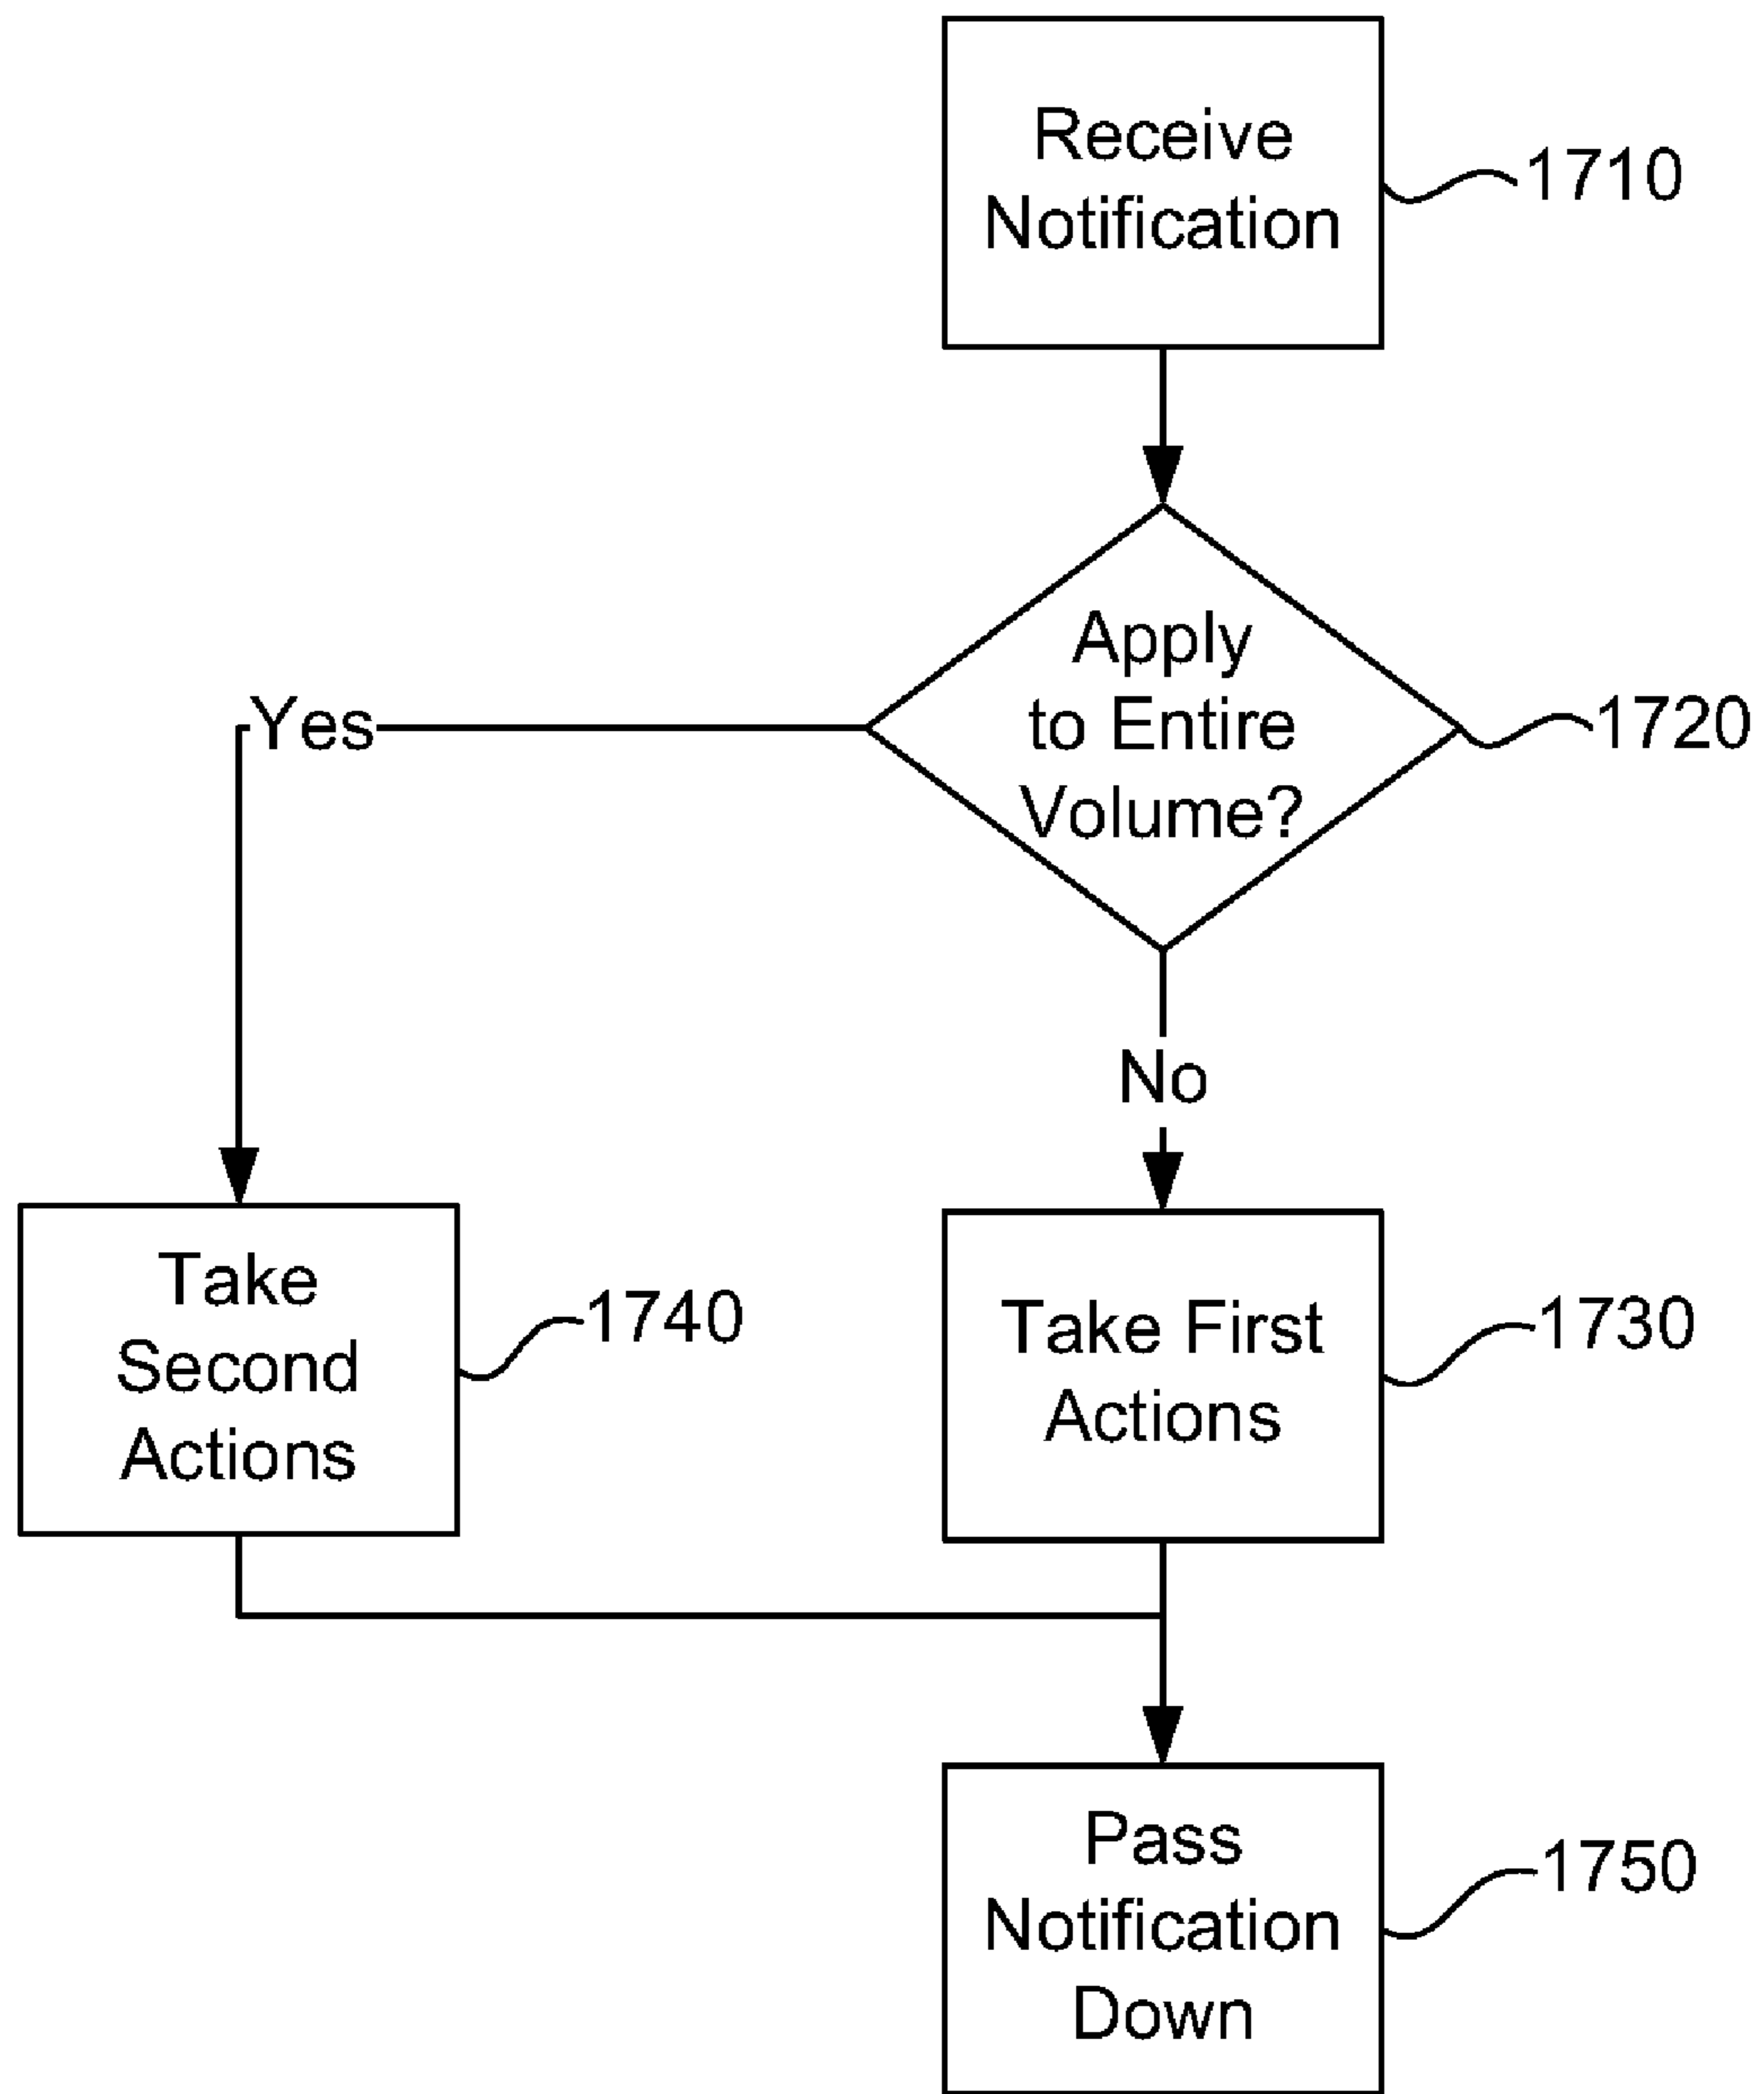 Receive
Notification
1710
Apply
to Entire
Volume?
1720
Yes
No
Take
Second
Actions
1740
Take First
Actions
1730
Pass
Notification
Down
1750